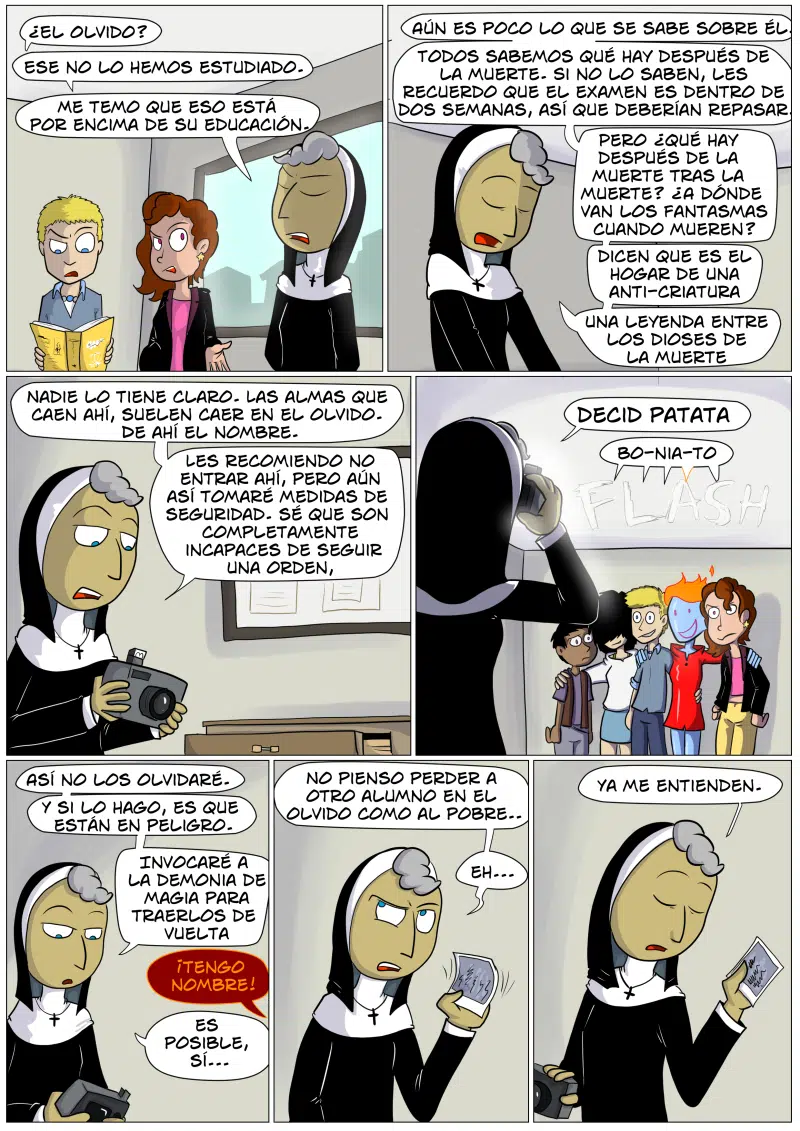 ¿EL OLVIDO?
ESE NO LO HEMOS ESTUDIADO.
ME TEMO QUE ESO ESTÁ
POR ENCIMA DE SU EDUCACIÓN.
AÚN ES POCO LO QUE SE SABE SOBRE ÉL.
TODOS SABEMOS QUÉ HAY DESPUÉS DE
LA MUERTE. SI NO LO SABEN, LES
RECUERDO QUE EL EXAMEN ES DENTRO DE
DOS SEMANAS, ASÍ QUE DEBERÍAN REPASAR.
PERO ¿QUÉ HAY
DESPUÉS DE LA
MUERTE TRAS LA
MUERTE? ¿A DÓNDE
VAN LOS FANTASMAS
CUANDO MUEREN?
DICEN QUE ES EL
HOGAR DE UNA
ANTI-CRIATURA
UNA LEYENDA ENTRE
LOS DIOSES DE
LA MUERTE
NADIE LO TIENE CLARO. LAS ALMAS QUE
CAEN AHÍ, SUELEN CAER EN EL OLVIDO.
DE AHÍ EL NOMBRE.
LES RECOMIENDO NO
ENTRAR AHÍ, PERO AÚN
ASÍ TOMARÉ MEDIDAS DE
SEGURIDAD. SÉ QUE SON
COMPLETAMENTE
INCAPACES DE SEGUIR
UNA ORDEN,
DECID PATATA
BO-NIA-TO
FLASH
ASÍ NO LOS OLVIDARÉ.
Y SI LO HAGO, ES QUE
ESTÁN EN PELIGRO.
INVOCARÉ A
LA DEMONIA DE
MAGIA PARA
TRAERLOS DE
VUELTA
¡TENGO
NOMBRE!
ES
POSIBLE,
SÍ...
NO PIENSO PERDER A
OTRO ALUMNO EN EL
OLVIDO COMO AL POBRE..
EH...
YA ME ENTIENDEN.